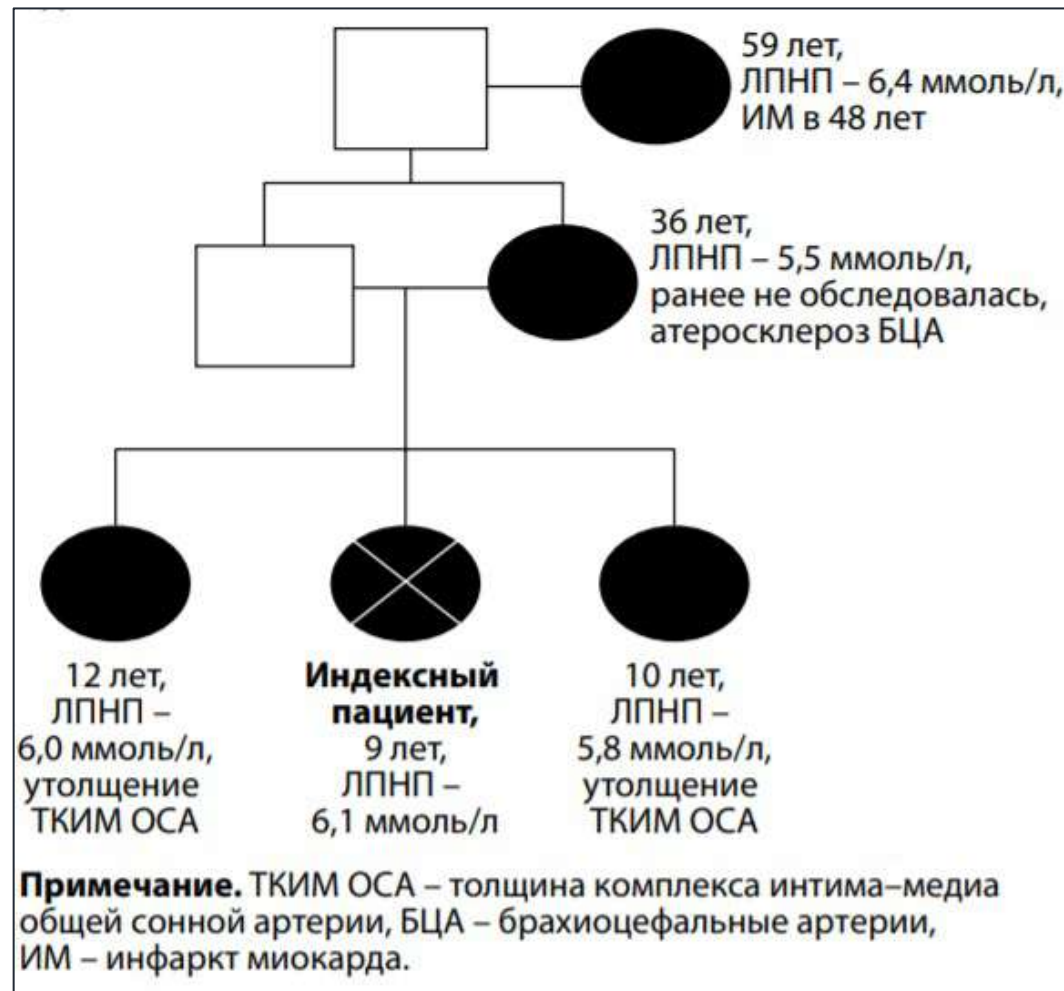 59 лет,
ЛПНП – 6,4 ммоль/л,
ИМ в 48 лет
36 лет,
ЛПНП – 5,5 ммоль/л,
ранее не обследовалась,
атеросклероз БЦА
12 лет,
ЛПНП –
6,0 ммоль/л,
утолщение
ТКИМ ОСА
Индексный
пациент,
9 лет,
ЛПНП –
6,1 ммоль/л
10 лет,
ЛПНП –
5,8 ммоль/л,
утолщение
ТКИМ ОСА
Примечание. ТКИМ ОСА – толщина комплекса интима–медиа
общей сонной артерии, БЦА – брахиоцефальные артерии,
ИМ – инфаркт миокарда.